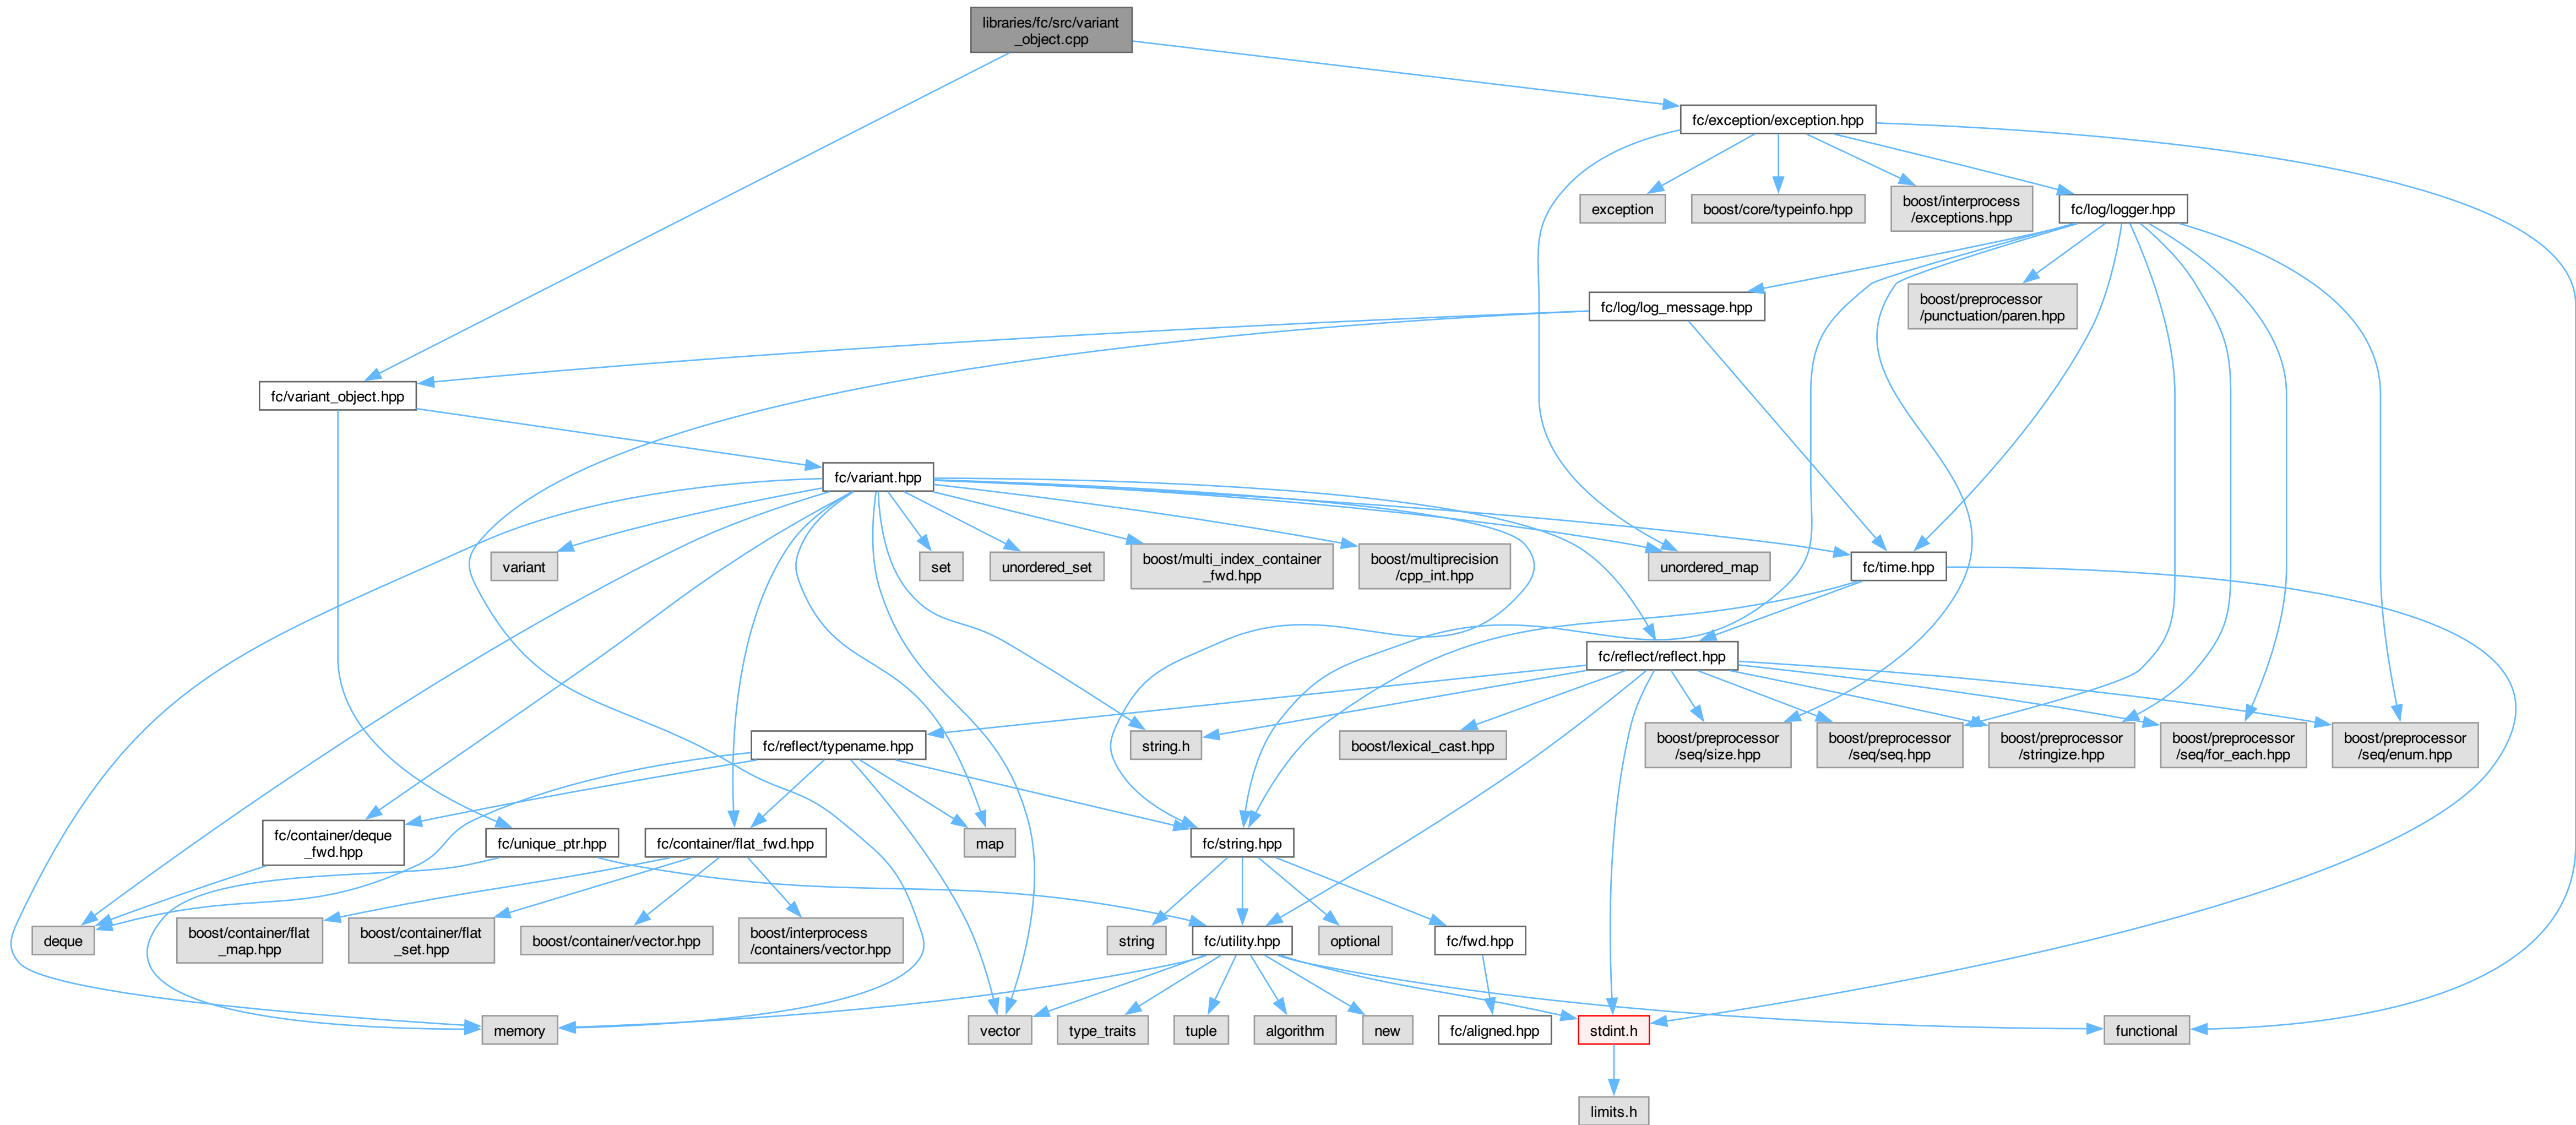 libraries/fc/src/variant
_object.cpp
fc/exception/exception.hpp
exception
boost/core/typeinfo.hpp
boost/interprocess
/exceptions.hpp
fc/log/logger.hpp
fc/log/log_message.hpp
boost/preprocessor
/punctuation/paren.hpp
fc/variant_object.hpp
fc/variant.hpp
variant
set
unordered_set
boost/multi_index_container
_fwd.hpp
boost/multiprecision
/cpp_int.hpp
unordered_map
fc/time.hpp
fc/reflect/reflect.hpp
fc/reflect/typename.hpp
string.h
boost/lexical_cast.hpp
boost/preprocessor
/seq/size.hpp
boost/preprocessor
/seq/seq.hpp
boost/preprocessor
/stringize.hpp
boost/preprocessor
/seq/for_each.hpp
boost/preprocessor
/seq/enum.hpp
fc/container/deque
_fwd.hpp
fc/unique_ptr.hpp
fc/container/flat_fwd.hpp
map
fc/string.hpp
deque
boost/container/flat
_map.hpp
boost/container/flat
_set.hpp
boost/container/vector.hpp
boost/interprocess
/containers/vector.hpp
string
fc/utility.hpp
optional
fc/fwd.hpp
memory
vector
type_traits
tuple
algorithm
new
fc/aligned.hpp
stdint.h
functional
limits.h